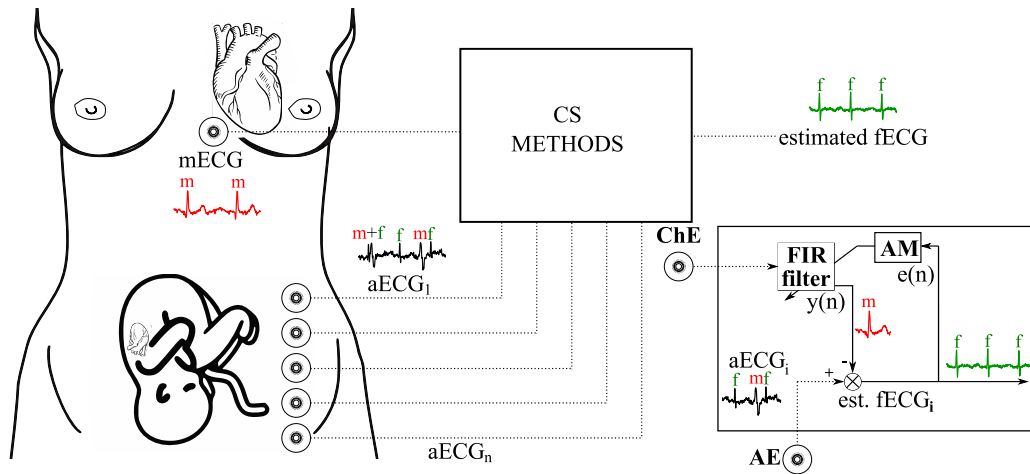 CS
METHODS
mECG
m m
f f f
estimated fECG
m+f f mf
aECG1
aECGn
ChE
FIR
filter
AM
e(n)
y(n)
m
-
+
aECGi
f mf
est. fECGi
f f f
AE